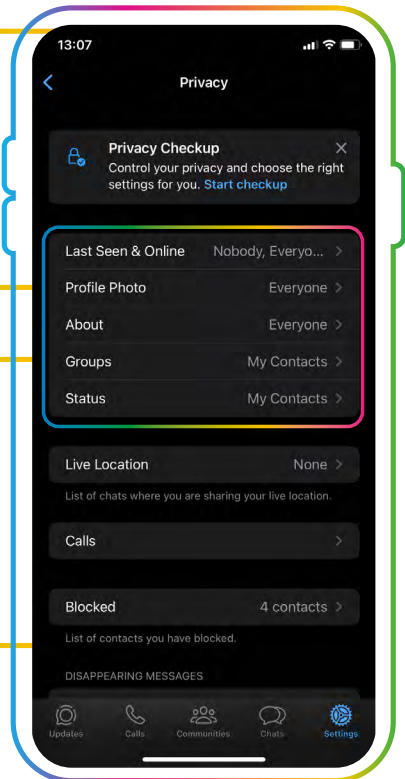 13:07
Privacy
Privacy Checkup
Control your privacy and choose the right
settings for you. Start checkup
Last Seen & Online Nobody, Everyo...
Profile Photo Everyone
About Everyone
Groups My Contacts
Status My Contacts
Live Location None
List of chats where you are sharing your live location.
Calls
Blocked 4 contacts
List of contacts you have blocked.
DISAPPEARING MESSAGES
Updates Calls Communities Chats Settings